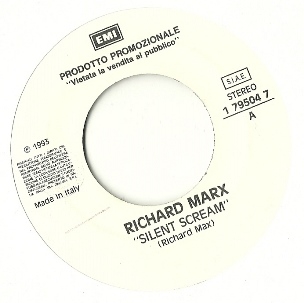 EMI
PRODOTTO PROMOZIONALE
"Vietata la vendita al pubblico"
S.I.A.E.
STEREO
1 79504 7
A
℗ 1993
Made in Italy
RICHARD MARX
"SILENT SCREAM"
(Richard Max)